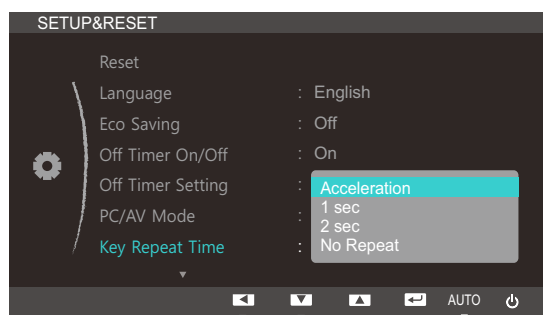 SETUP&RESET
Reset
Language : English
Eco Saving : Off
Off Timer On/Off : On
Off Timer Setting :
Acceleration
1 sec
PC/AV Mode :
2 sec
Key Repeat Time :
No Repeat
AUTO